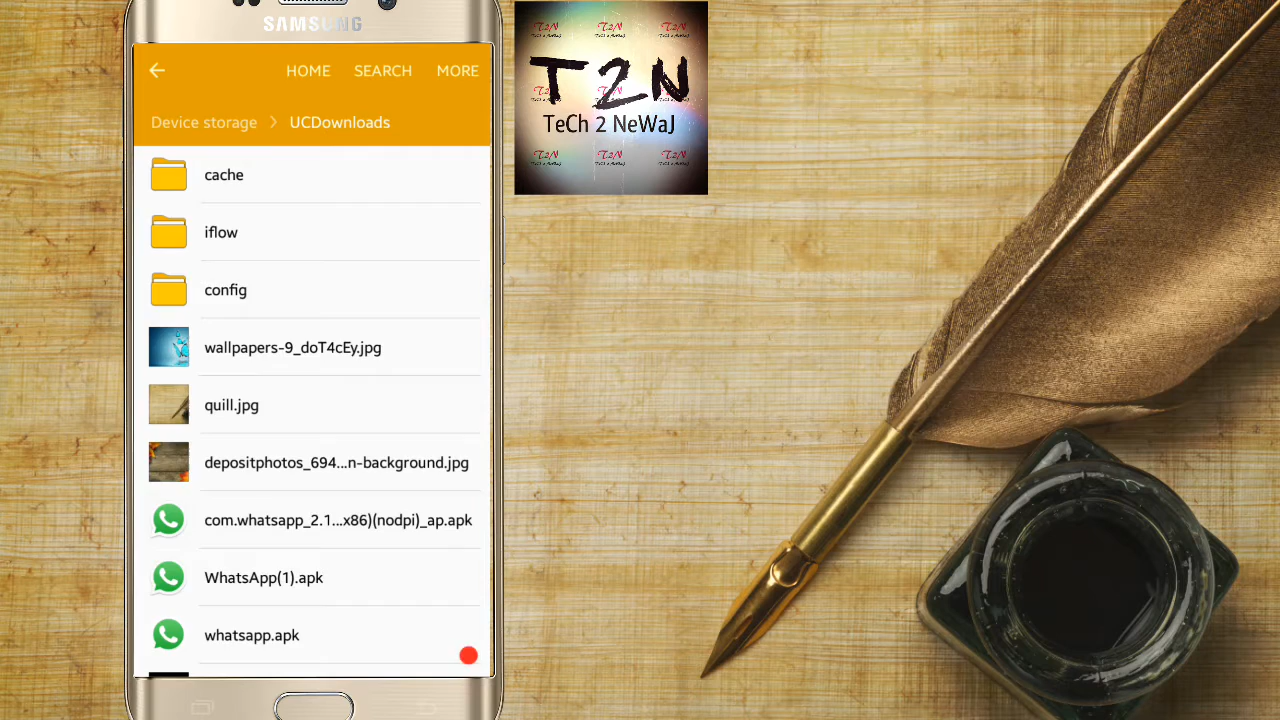 SAMSUNG
HOME SEARCH MORE
Device storage > UCDownloads
cache
iflow
config
wallpapers-9_doT4cEy.jpg
quill.jpg
depositphotos_694...n-background.jpg
com.whatsapp_2.1...x86)(nodpi)_ap.apk
WhatsApp(1).apk
whatsapp.apk
T2N
TeCh 2 NeWaJ